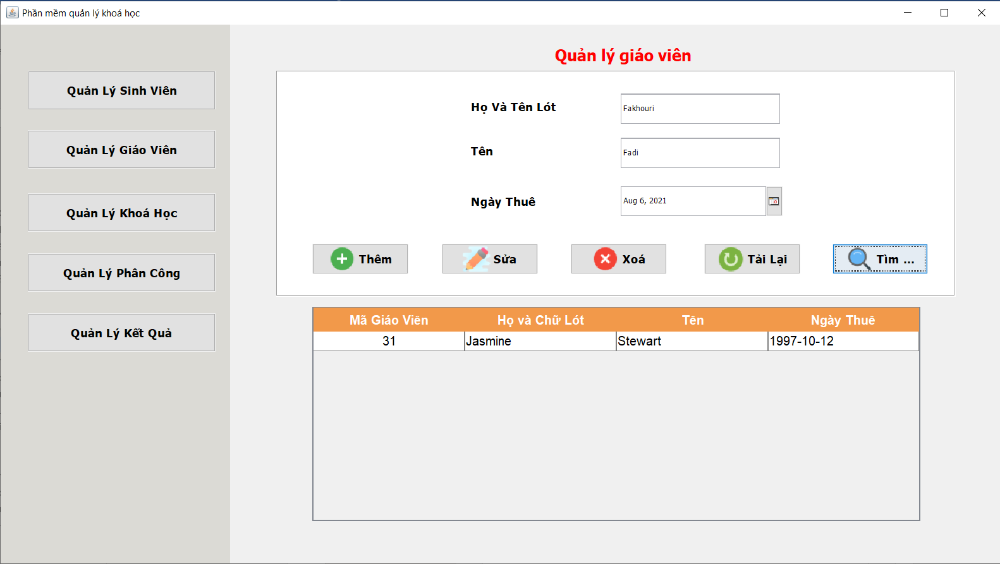 Phần mềm quản lý khoá học
Quản Lý Sinh Viên
Quản Lý Giáo Viên
Quản Lý Khoá Học
Quản Lý Phân Công
Quản Lý Kết Quả
Quản lý giáo viên
Họ Và Tên Lót Fakhouri
Tên Fadi
Ngày Thuê Aug 6, 2021
Thêm Sửa Xoá Tải Lại Tìm ...
Mã Giáo Viên Họ và Chữ Lót Tên Ngày Thuê
31 Jasmine Stewart 1997-10-12